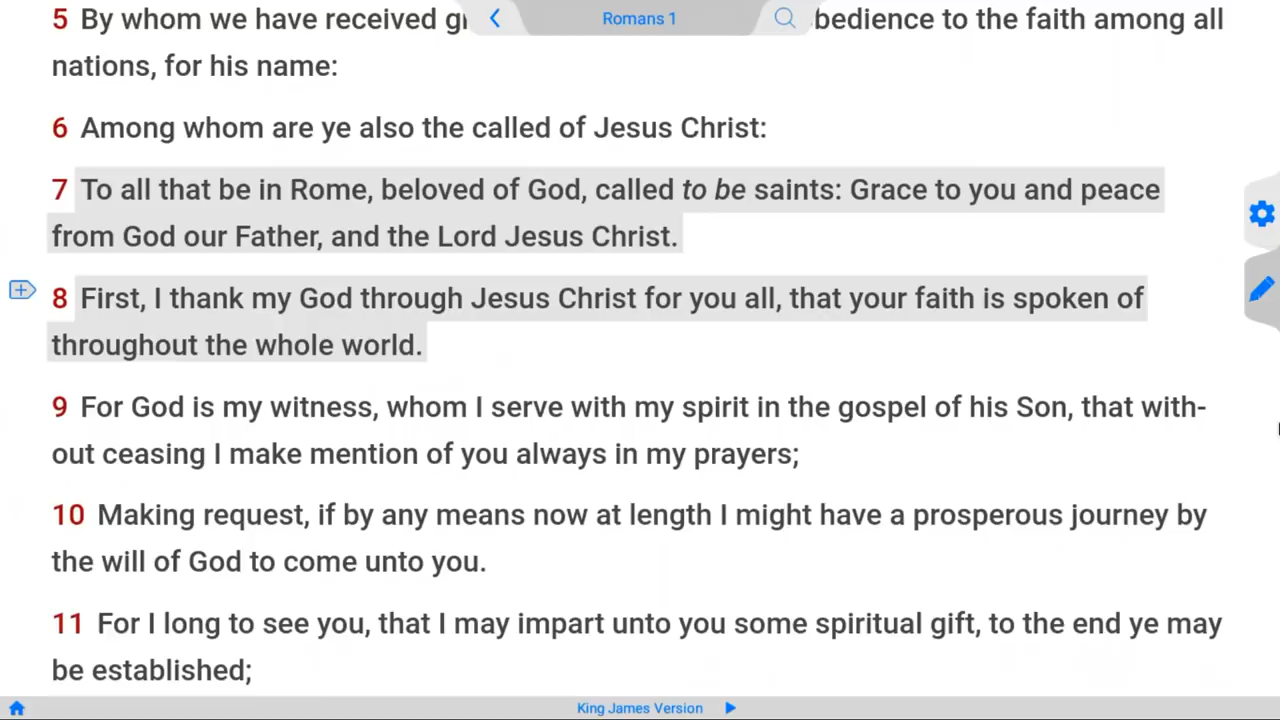 Romans 1
5 By whom we have received bedience to the faith among all
nations, for his name:
6 Among whom are ye also the called of Jesus Christ:
7 To all that be in Rome, beloved of God, called to be saints: Grace to you and peace
from God our Father, and the Lord Jesus Christ.
8 First, I thank my God through Jesus Christ for you all, that your faith is spoken of
throughout the whole world.
9 For God is my witness, whom I serve with my spirit in the gospel of his Son, that with-
out ceasing I make mention of you always in my prayers;
10 Making request, if by any means now at length I might have a prosperous journey by
the will of God to come unto you.
11 For I long to see you, that I may impart unto you some spiritual gift, to the end ye may
be established;
King James Version